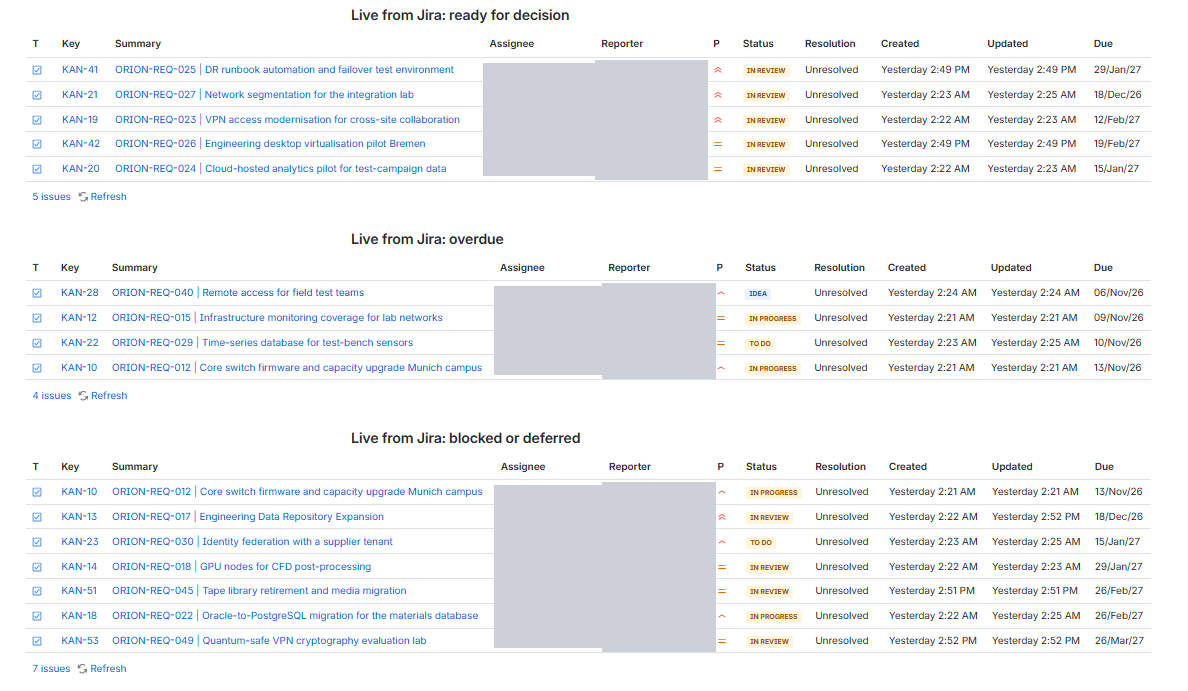 Live from Jira: ready for decision
T Key Summary Assignee Reporter P Status Resolution Created Updated Due
KAN-41 ORION-REQ-025 | DR runbook automation and failover test environment IN REVIEW Unresolved Yesterday 2:49 PM Yesterday 2:49 PM 29/Jan/27
KAN-21 ORION-REQ-027 | Network segmentation for the integration lab IN REVIEW Unresolved Yesterday 2:23 AM Yesterday 2:25 AM 18/Dec/26
KAN-19 ORION-REQ-023 | VPN access modernisation for cross-site collaboration IN REVIEW Unresolved Yesterday 2:22 AM Yesterday 2:23 AM 12/Feb/27
KAN-42 ORION-REQ-026 | Engineering desktop virtualisation pilot Bremen IN REVIEW Unresolved Yesterday 2:49 PM Yesterday 2:49 PM 19/Feb/27
KAN-20 ORION-REQ-024 | Cloud-hosted analytics pilot for test-campaign data IN REVIEW Unresolved Yesterday 2:22 AM Yesterday 2:23 AM 15/Jan/27
5 issues Refresh
Live from Jira: overdue
T Key Summary Assignee Reporter P Status Resolution Created Updated Due
KAN-28 ORION-REQ-040 | Remote access for field test teams IDEA Unresolved Yesterday 2:24 AM Yesterday 2:24 AM 06/Nov/26
KAN-12 ORION-REQ-015 | Infrastructure monitoring coverage for lab networks IN PROGRESS Unresolved Yesterday 2:21 AM Yesterday 2:21 AM 09/Nov/26
KAN-22 ORION-REQ-029 | Time-series database for test-bench sensors TO DO Unresolved Yesterday 2:23 AM Yesterday 2:25 AM 10/Nov/26
KAN-10 ORION-REQ-012 | Core switch firmware and capacity upgrade Munich campus IN PROGRESS Unresolved Yesterday 2:21 AM Yesterday 2:21 AM 13/Nov/26
4 issues Refresh
Live from Jira: blocked or deferred
T Key Summary Assignee Reporter P Status Resolution Created Updated Due
KAN-10 ORION-REQ-012 | Core switch firmware and capacity upgrade Munich campus IN PROGRESS Unresolved Yesterday 2:21 AM Yesterday 2:21 AM 13/Nov/26
KAN-13 ORION-REQ-017 | Engineering Data Repository Expansion IN REVIEW Unresolved Yesterday 2:22 AM Yesterday 2:52 PM 18/Dec/26
KAN-23 ORION-REQ-030 | Identity federation with a supplier tenant TO DO Unresolved Yesterday 2:23 AM Yesterday 2:25 AM 15/Jan/27
KAN-14 ORION-REQ-018 | GPU nodes for CFD post-processing IN REVIEW Unresolved Yesterday 2:22 AM Yesterday 2:23 AM 29/Jan/27
KAN-51 ORION-REQ-045 | Tape library retirement and media migration IN REVIEW Unresolved Yesterday 2:51 PM Yesterday 2:51 PM 26/Feb/27
KAN-18 ORION-REQ-022 | Oracle-to-PostgreSQL migration for the materials database IN PROGRESS Unresolved Yesterday 2:22 AM Yesterday 2:25 AM 26/Feb/27
KAN-53 ORION-REQ-049 | Quantum-safe VPN cryptography evaluation lab IN REVIEW Unresolved Yesterday 2:52 PM Yesterday 2:52 PM 26/Mar/27
7 issues Refresh